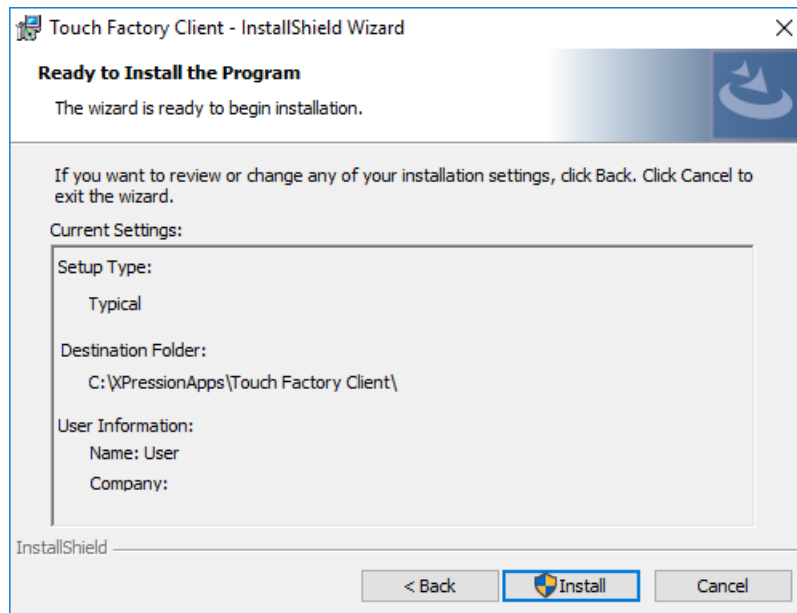 Touch Factory Client - InstallShield Wizard
Ready to Install the Program
The wizard is ready to begin installation.
If you want to review or change any of your installation settings, click Back. Click Cancel to
exit the wizard.
Current Settings:
Setup Type:
Typical
Destination Folder:
C:\XPressionApps\Touch Factory Client\
User Information:
Name: User
Company:
InstallShield
< Back
Install
Cancel